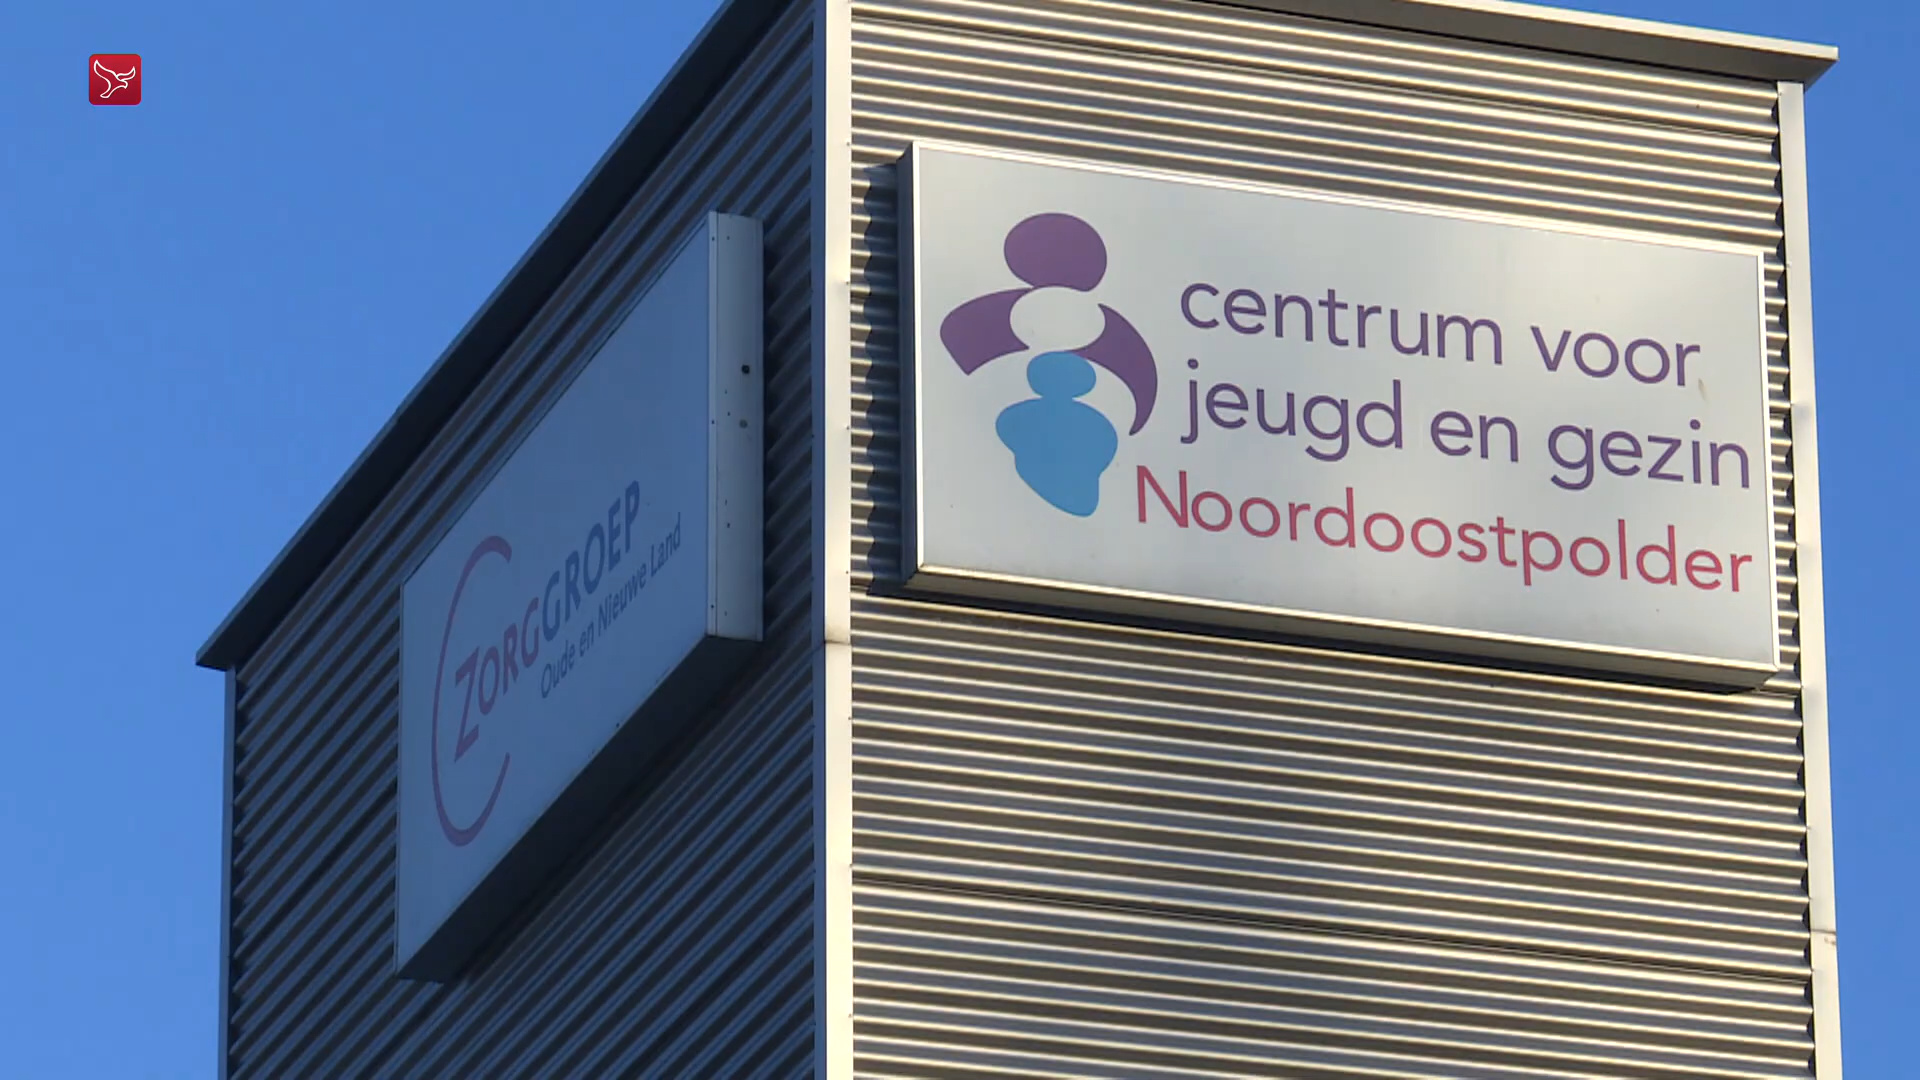 centrum voor
jeugd en gezin
Noordoostpolder
ZORGGROEP
Oude en Nieuwe Land